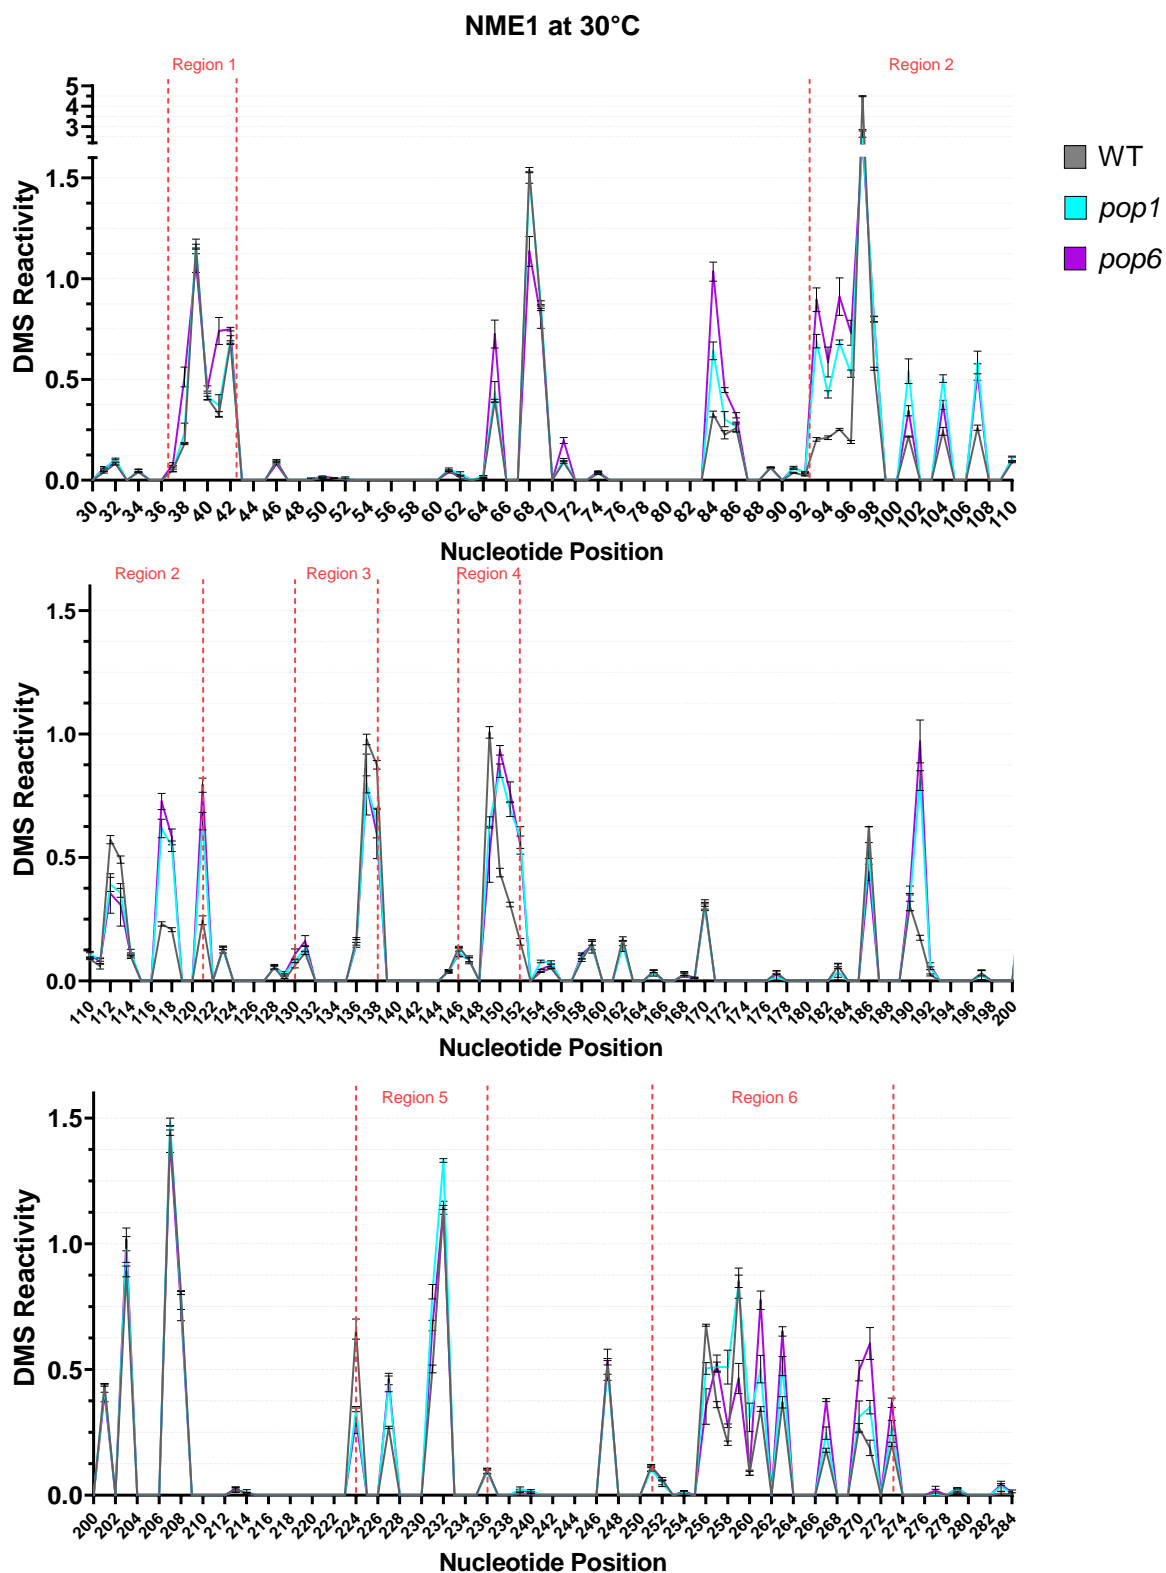 NME1 at 30°C
Region 1
Region 2
5
4
3
1.5
1.0
0.5
0.0
DMS Reactivity
30 32 34 36 38 40 42 44 46 48 50 52 54 56 58 60 62 64 66 68 70 72 74 76 78 80 82 84 86 88 90 92 94 96 98 100 102 104 106 108 110
Nucleotide Position
WT
pop1
pop6
Region 2
Region 3
Region 4
1.5
1.0
0.5
0.0
DMS Reactivity
110 112 114 116 118 120 122 124 126 128 130 132 134 136 138 140 142 144 146 148 150 152 154 156 158 160 162 164 166 168 170 172 174 176 178 180 182 184 186 188 190 192 194 196 198 200
Nucleotide Position
Region 5
Region 6
1.5
1.0
0.5
0.0
DMS Reactivity
200 202 204 206 208 210 212 214 216 218 220 222 224 226 228 230 232 234 236 238 240 242 244 246 248 250 252 254 256 258 260 262 264 266 268 270 272 274 276 278 280 282 284
Nucleotide Position